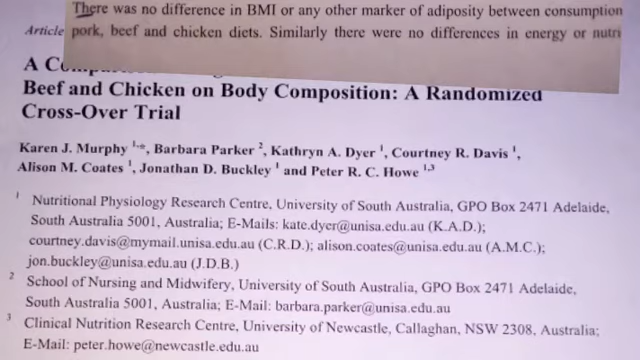 There was no difference in BMI or any other marker of adiposity between consumption
pork, beef and chicken diets. Similarly there were no differences in energy or nutri
Article
A
Beef and Chicken on Body Composition: A Randomized
Cross-Over Trial
Karen J. Murphy 1,*, Barbara Parker 2, Kathryn A. Dyer 1, Courtney R. Davis 1,
Alison M. Coates 1, Jonathan D. Buckley 1 and Peter R. C. Howe 1,3
1 Nutritional Physiology Research Centre, University of South Australia, GPO Box 2471 Adelaide,
South Australia 5001, Australia; E-Mails: kate.dyer@unisa.edu.au (K.A.D.);
courtney.davis@mymail.unisa.edu.au (C.R.D.); alison.coates@unisa.edu.au (A.M.C.);
jon.buckley@unisa.edu.au (J.D.B.)
2 School of Nursing and Midwifery, University of South Australia, GPO Box 2471 Adelaide,
South Australia 5001, Australia; E-Mail: barbara.parker@unisa.edu.au
3 Clinical Nutrition Research Centre, University of Newcastle, Callaghan, NSW 2308, Australia;
E-Mail: peter.howe@newcastle.edu.au